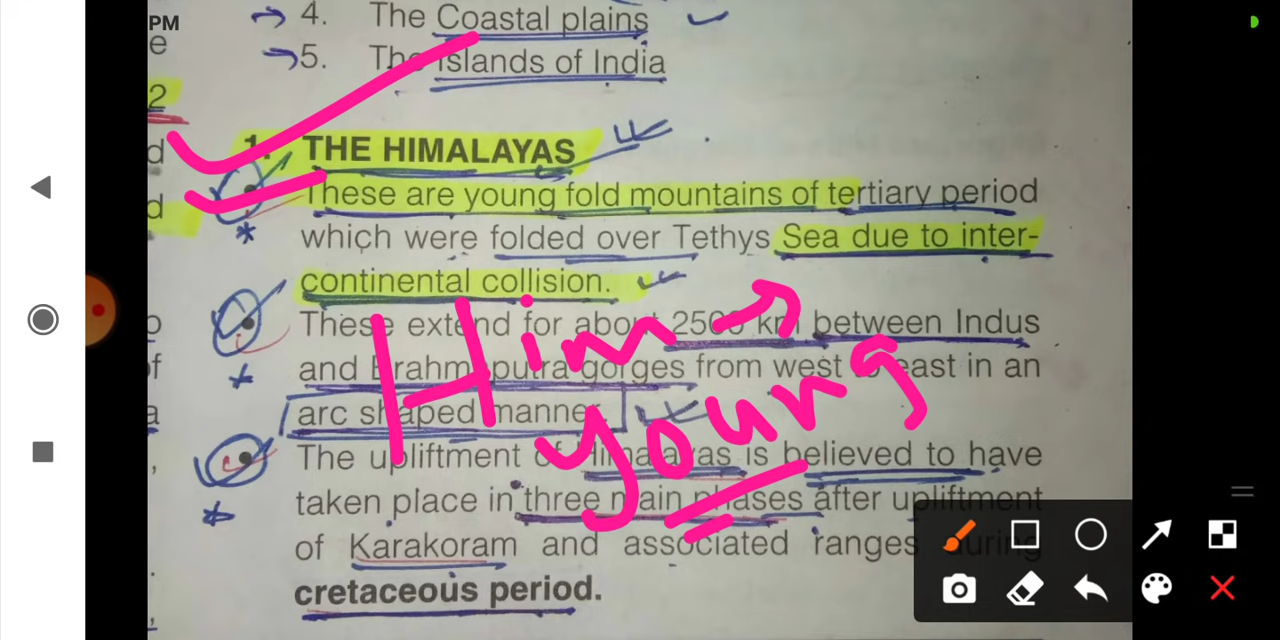 PM
4. The Coastal plains
e
5. The Islands of India
2
d
1. THE HIMALAYAS
d
These are young fold mountains of tertiary period
which were folded over Tethys Sea due to inter-
continental collision.
These extend for about 2500 km between Indus
and Brahmaputra gorges from west to east in an
arc shaped manner.
Him → young
The upliftment of Himalayas is believed to have
taken place in three main phases after upliftment
of Karakoram and associated ranges during
cretaceous period.